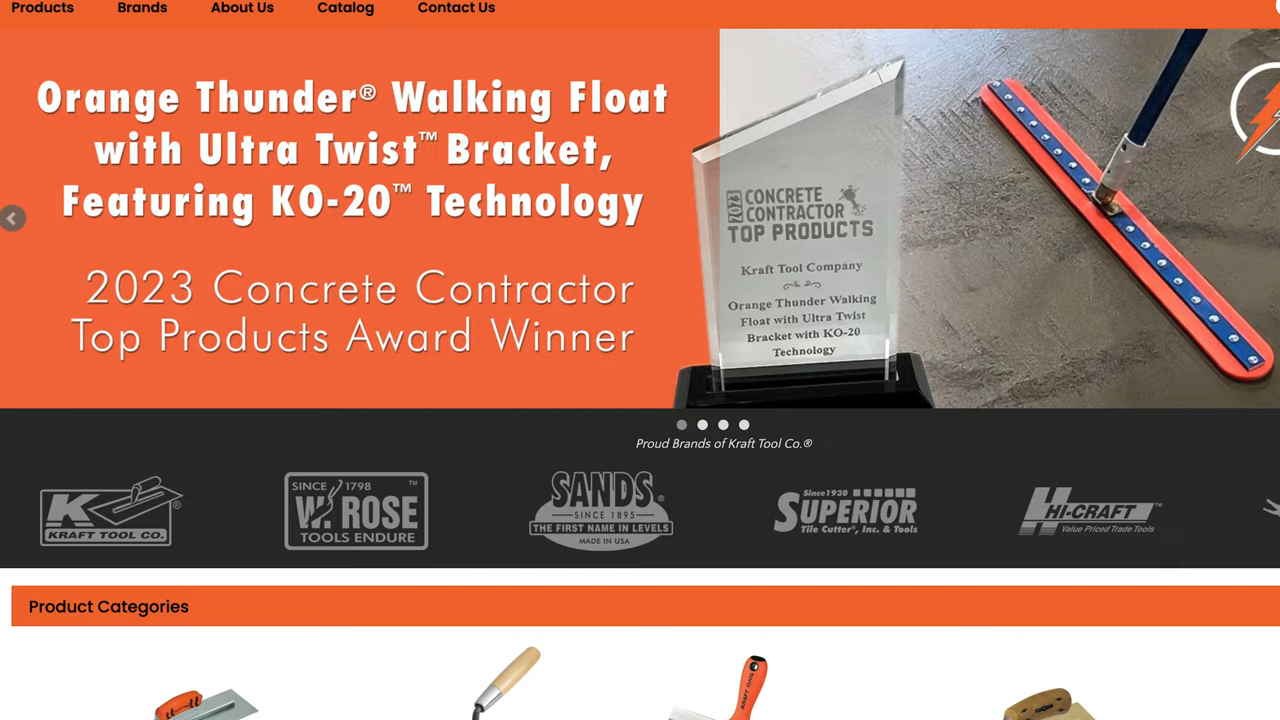 Products Brands About Us Catalog Contact Us
Orange Thunder® Walking Float
with Ultra Twist™ Bracket,
Featuring KO-20™ Technology
2023 Concrete Contractor
Top Products Award Winner
2023 CONCRETE
CONTRACTOR
TOP PRODUCTS
Kraft Tool Company
Orange Thunder Walking
Float with Ultra Twist
Bracket with KO-20
Technology
Proud Brands of Kraft Tool Co.®
K ®
KRAFT TOOL CO.
SINCE 1798 ™
W. ROSE
TOOLS ENDURE
SANDS®
SINCE 1895
THE FIRST NAME IN LEVELS
MADE IN USA
Since 1930
SUPERIOR
Tile Cutter®, Inc. & Tools
HI-CRAFT™
Value Priced Trade Tools
Product Categories
KRAFT TOOL